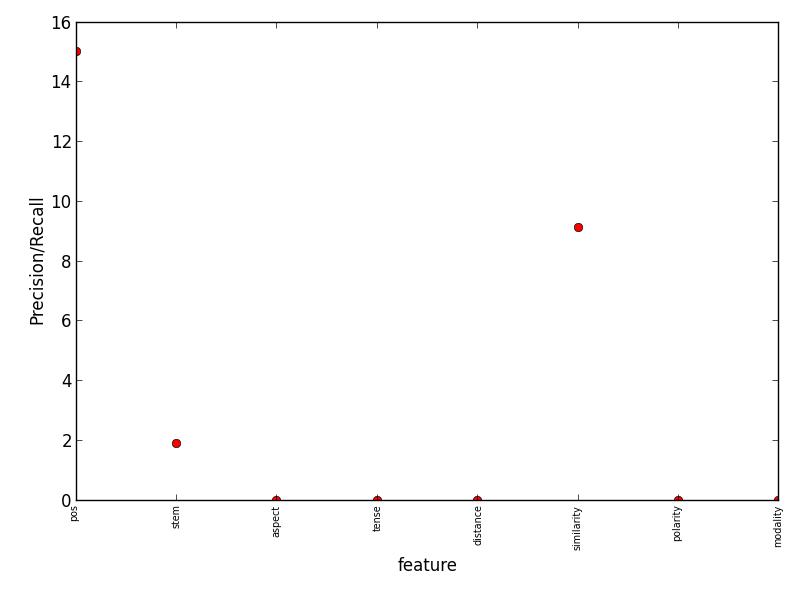 16
14
12
10
8
6
4
2
0
Precision/Recall
pos
stem
aspect
tense
distance
similarity
polarity
modality
feature